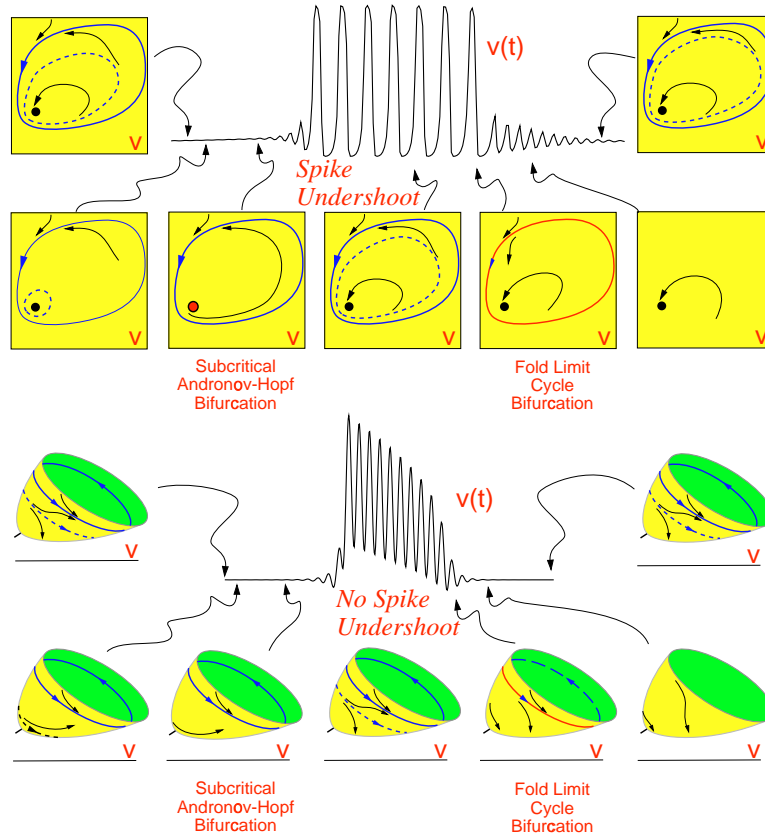 v(t)
V
V
Spike
Undershoot
V
V
V
V
V
Subcritical
Andronov-Hopf
Bifurcation
Fold Limit
Cycle
Bifurcation
v(t)
V
V
No Spike
Undershoot
V
V
V
V
V
Subcritical
Andronov-Hopf
Bifurcation
Fold Limit
Cycle
Bifurcation